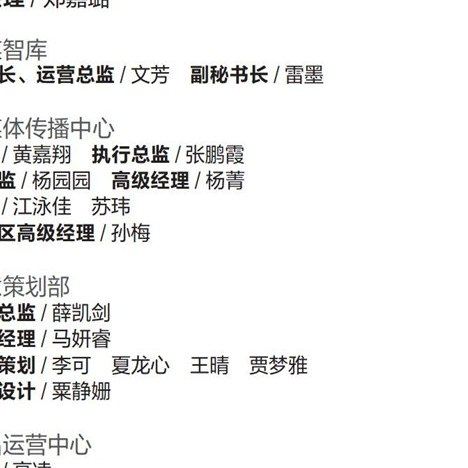 理 / 郑嘉璐
智库
长、运营总监 / 文芳 副秘书长 / 雷墨
体传播中心
/ 黄嘉翔 执行总监 / 张鹏霞
监 / 杨园园 高级经理 / 杨菁
/ 江泳佳 苏玮
区高级经理 / 孙梅
策划部
总监 / 薛凯剑
经理 / 马妍睿
策划 / 李可 夏龙心 王晴 贾梦雅
设计 / 粟静姗
运营中心